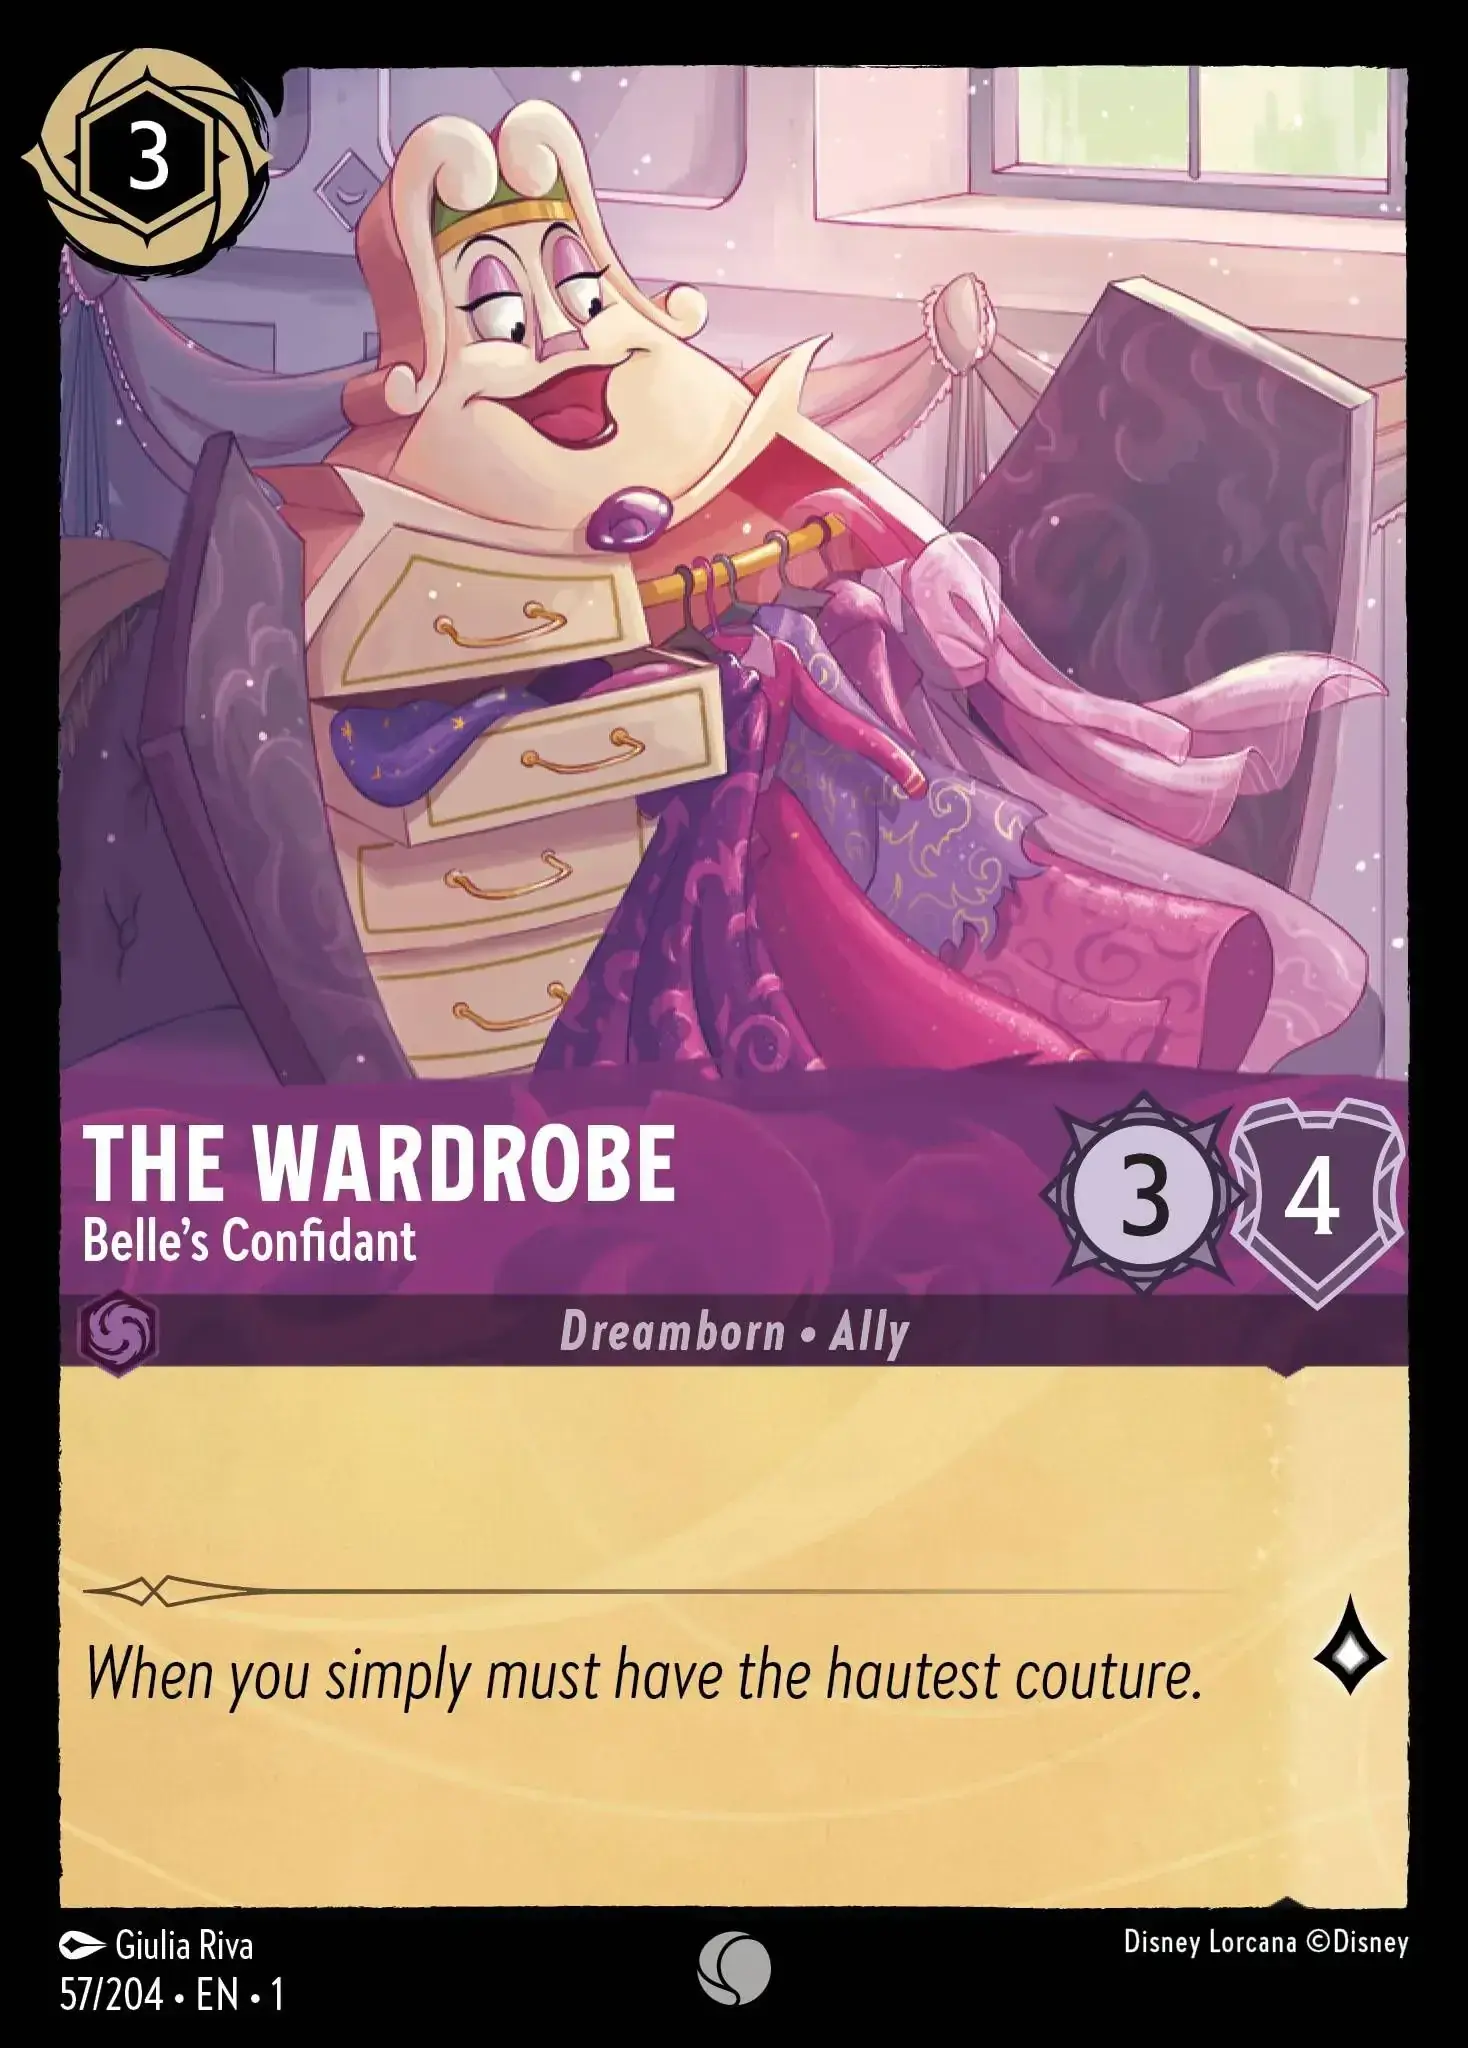 3
THE WARDROBE
Belle’s Confidant
3 4
Dreamborn • Ally
When you simply must have the hautest couture.
Giulia Riva
Disney Lorcana ©Disney
57/204 • EN • 1